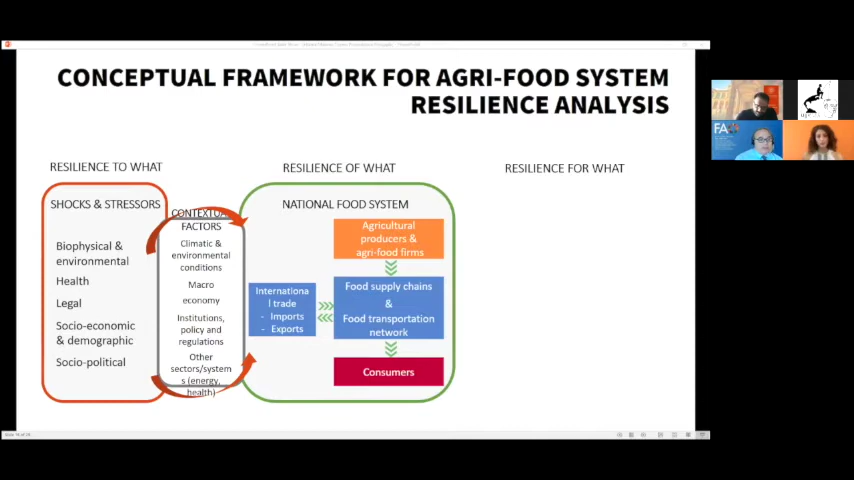 CONCEPTUAL FRAMEWORK FOR AGRI-FOOD SYSTEM
RESILIENCE ANALYSIS
RESILIENCE TO WHAT
RESILIENCE OF WHAT
RESILIENCE FOR WHAT
SHOCKS & STRESSORS
Biophysical &
environmental
Health
Legal
Socio-economic
& demographic
Socio-political
CONTEXTUAL
FACTORS
Climatic &
environmental
conditions
Macro
economy
Institutions,
policy and
regulations
Other
sectors/system
s (energy,
health)
NATIONAL FOOD SYSTEM
Agricultural
producers &
agri-food firms
Internationa
l trade
- Imports
- Exports
Food supply chains
&
Food transportation
network
Consumers
FA